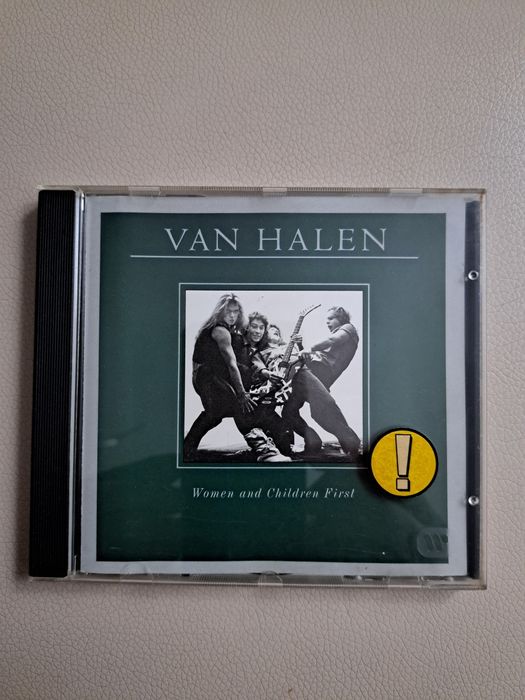 VAN HALEN
Women and Children First
!